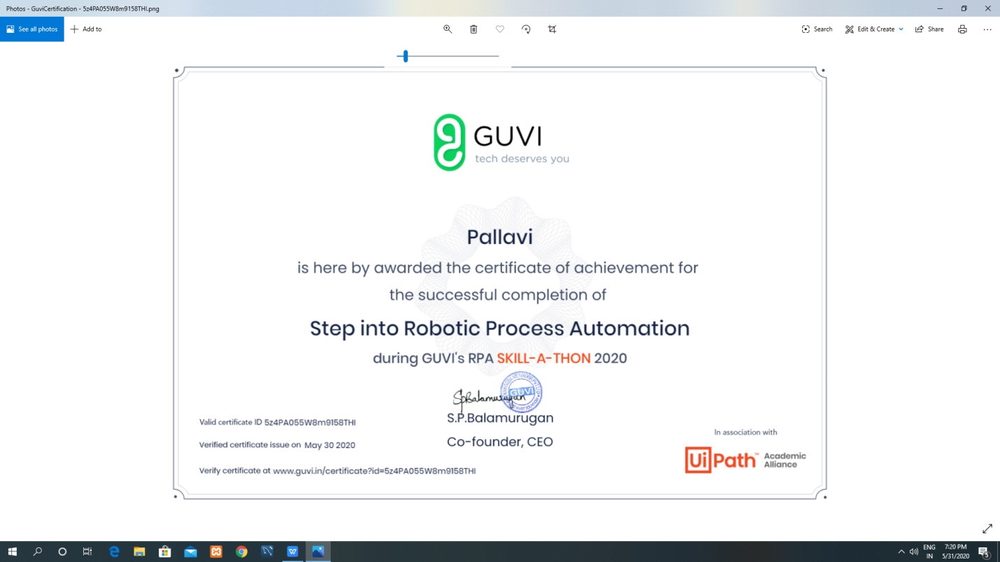 Photos - GuviCertification - 5z4PA055W8m9158THI.png
See all photos
Add to
Search
Edit & Create
Share
GUVI
tech deserves you
Pallavi
is here by awarded the certificate of achievement for
the successful completion of
Step into Robotic Process Automation
during GUVI's RPA SKILL-A-THON 2020
SpBalamurugan
GUVI
S.P.Balamurugan
Co-founder, CEO
Valid certificate ID 5z4PA055W8m9158THI
Verified certificate issue on May 30 2020
Verify certificate at www.guvi.in/certificate?id=5z4PA055W8m9158THI
In association with
UiPath™ Academic
Alliance
ENG
IN
7:20 PM
5/31/2020
5